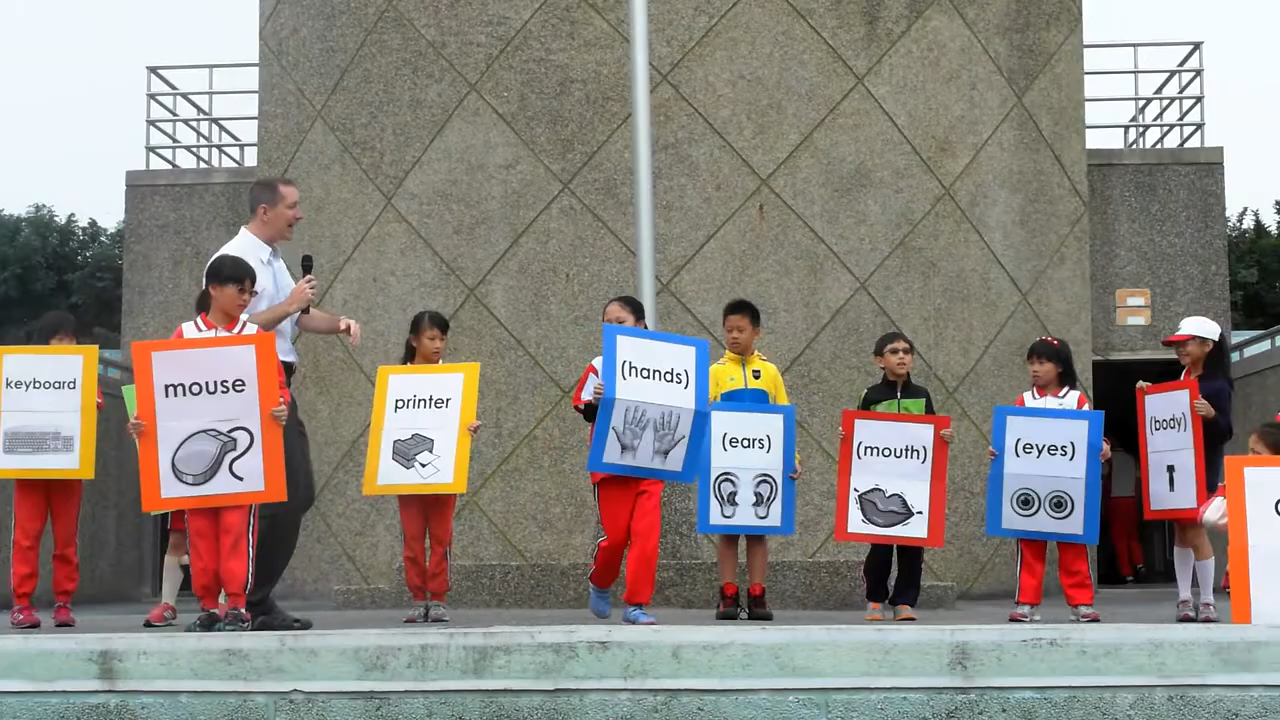 keyboard
mouse
printer
(hands)
(ears)
(mouth)
(eyes)
(body)